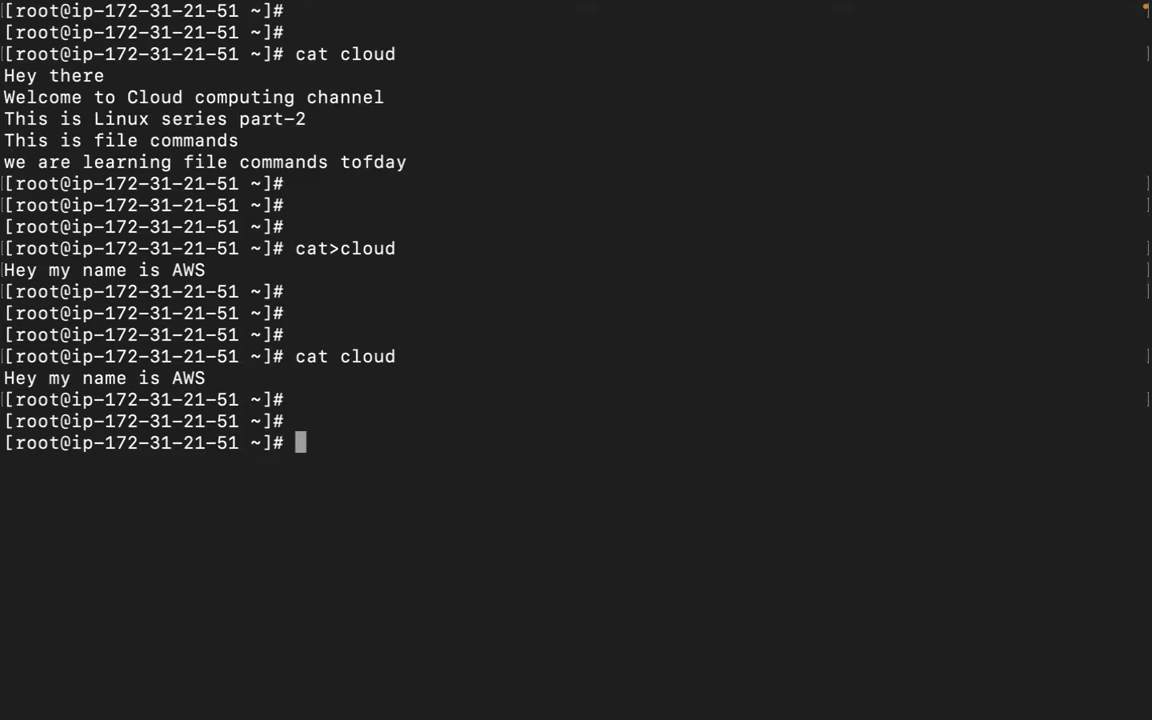 [root@ip-172-31-21-51 ~]#
[root@ip-172-31-21-51 ~]#
[root@ip-172-31-21-51 ~]# cat cloud
Hey there
Welcome to Cloud computing channel
This is Linux series part-2
This is file commands
we are learning file commands tofday
[root@ip-172-31-21-51 ~]#
[root@ip-172-31-21-51 ~]#
[root@ip-172-31-21-51 ~]#
[root@ip-172-31-21-51 ~]# cat>cloud
Hey my name is AWS
[root@ip-172-31-21-51 ~]#
[root@ip-172-31-21-51 ~]#
[root@ip-172-31-21-51 ~]#
[root@ip-172-31-21-51 ~]# cat cloud
Hey my name is AWS
[root@ip-172-31-21-51 ~]#
[root@ip-172-31-21-51 ~]#
[root@ip-172-31-21-51 ~]#